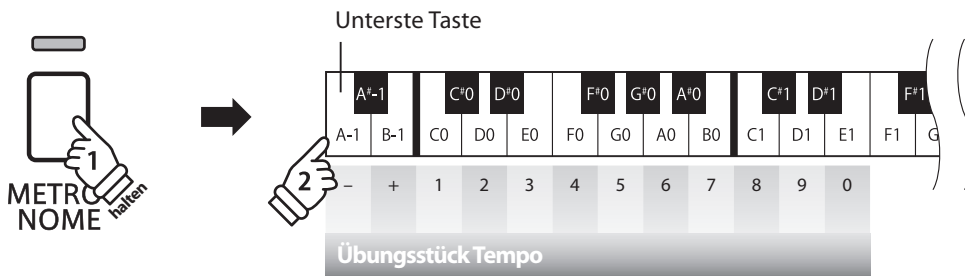 Unterste Taste
A#-1 C#0 D#0 F#0 G#0 A#0 C#1 D#1 F#1
A-1 B-1 C0 D0 E0 F0 G0 A0 B0 C1 D1 E1 F1 G
1
2
– + 1 2 3 4 5 6 7 8 9 0
METRO
NOME
halten
Übungsstück Tempo